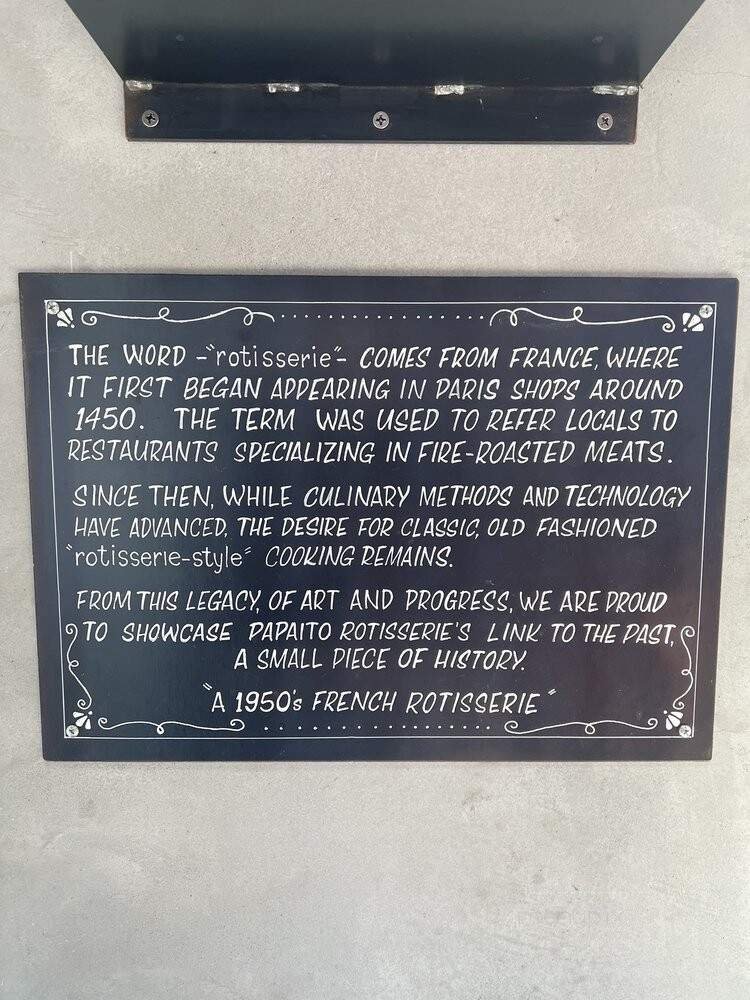 THE WORD -"rotisserie"- COMES FROM FRANCE, WHERE
IT FIRST BEGAN APPEARING IN PARIS SHOPS AROUND
1450. THE TERM WAS USED TO REFER LOCALS TO
RESTAURANTS SPECIALIZING IN FIRE-ROASTED MEATS.
SINCE THEN, WHILE CULINARY METHODS AND TECHNOLOGY
HAVE ADVANCED, THE DESIRE FOR CLASSIC, OLD FASHIONED
"rotisserie-style" COOKING REMAINS.
FROM THIS LEGACY, OF ART AND PROGRESS, WE ARE PROUD
TO SHOWCASE PAPAITO ROTISSERIE'S LINK TO THE PAST,
A SMALL PIECE OF HISTORY.
"A 1950's FRENCH ROTISSERIE"